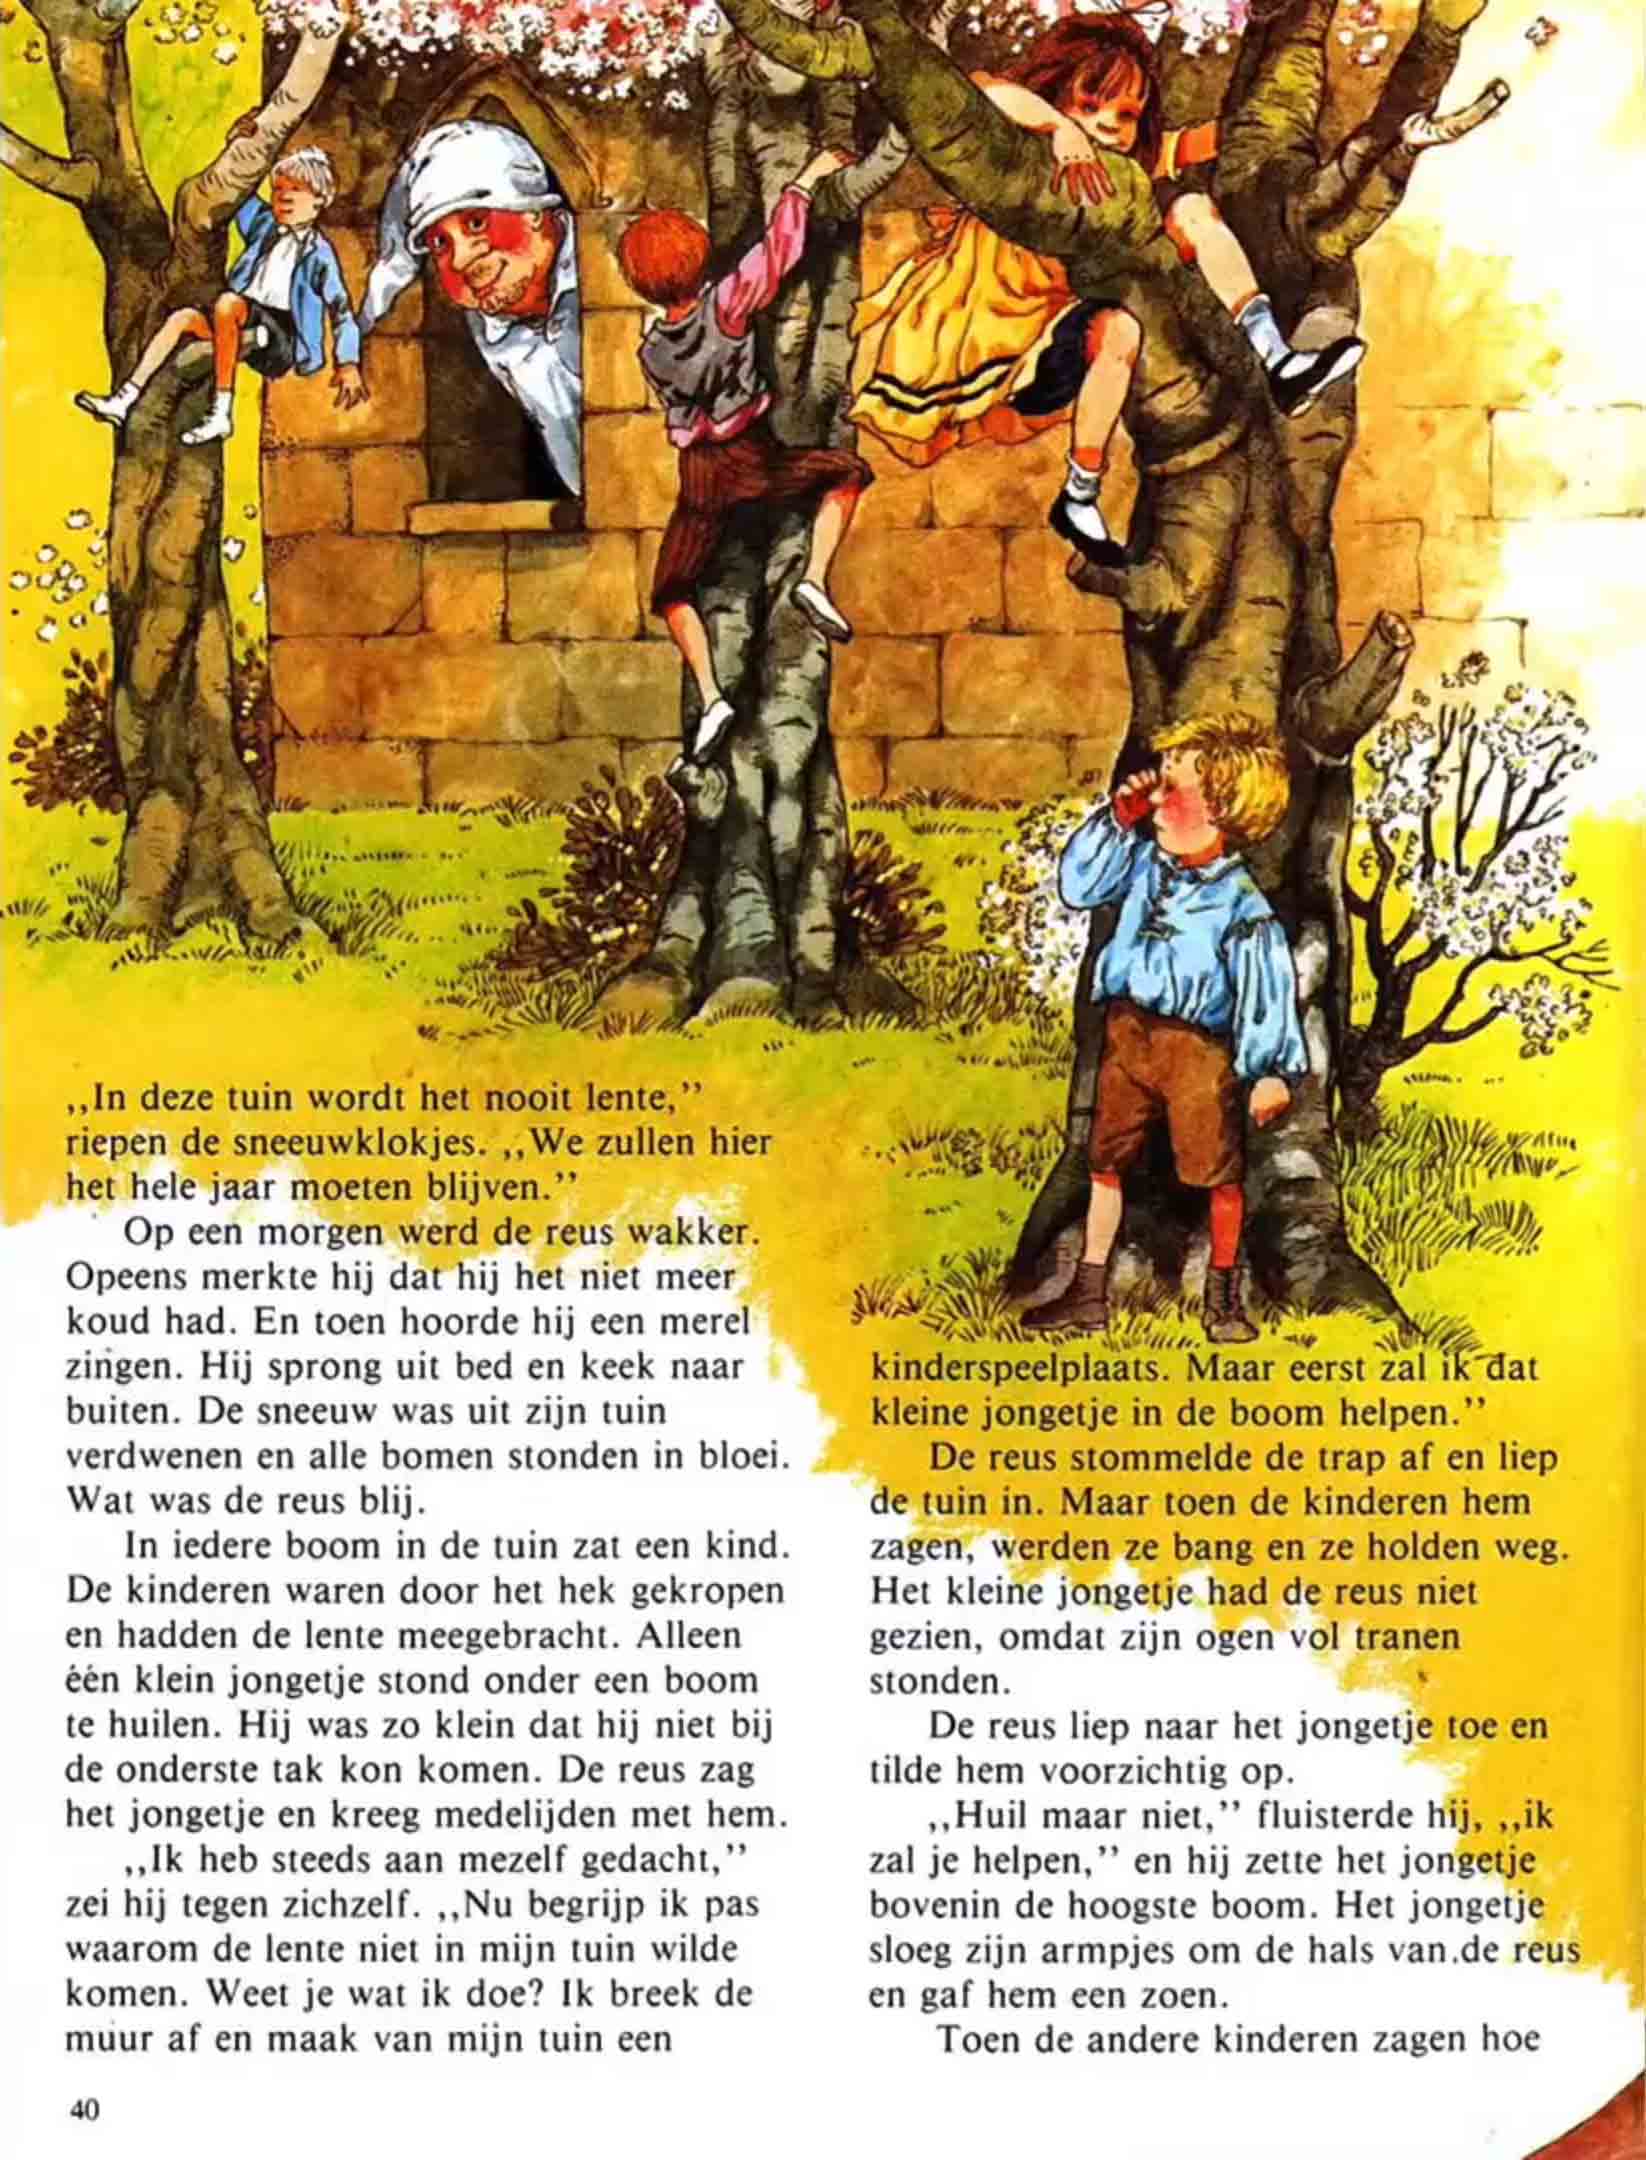 ,,In deze tuin wordt het nooit lente,''
riepen de sneeuwklokjes. ,,We zullen hier
het hele jaar moeten blijven.''
Op een morgen werd de reus wakker.
Opeens merkte hij dat hij het niet meer
koud had. En toen hoorde hij een merel
zingen. Hij sprong uit bed en keek naar
buiten. De sneeuw was uit zijn tuin
verdwenen en alle bomen stonden in bloei.
Wat was de reus blij.
In iedere boom in de tuin zat een kind.
De kinderen waren door het hek gekropen
en hadden de lente meegebracht. Alleen
één klein jongetje stond onder een boom
te huilen. Hij was zo klein dat hij niet bij
de onderste tak kon komen. De reus zag
het jongetje en kreeg medelijden met hem.
,,Ik heb steeds aan mezelf gedacht,''
zei hij tegen zichzelf. ,,Nu begrijp ik pas
waarom de lente niet in mijn tuin wilde
komen. Weet je wat ik doe? Ik breek de
muur af en maak van mijn tuin een
kinderspeelplaats. Maar eerst zal ik dat
kleine jongetje in de boom helpen.''
De reus stommelde de trap af en liep
de tuin in. Maar toen de kinderen hem
zagen, werden ze bang en ze holden weg.
Het kleine jongetje had de reus niet
gezien, omdat zijn ogen vol tranen
stonden.
De reus liep naar het jongetje toe en
tilde hem voorzichtig op.
,,Huil maar niet,'' fluisterde hij, ,,ik
zal je helpen,'' en hij zette het jongetje
bovenin de hoogste boom. Het jongetje
sloeg zijn armpjes om de hals van de reus
en gaf hem een zoen.
Toen de andere kinderen zagen hoe
40